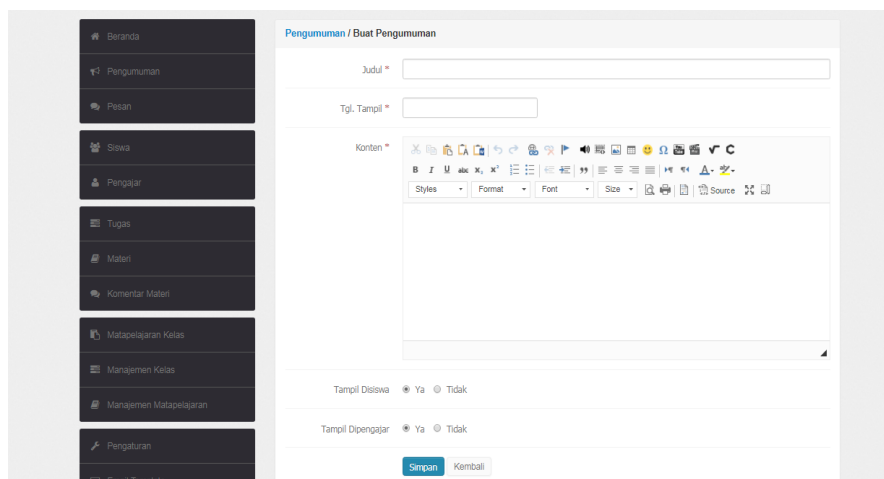 Beranda
Pengumuman
Pesan
Siswa
Pengajar
Tugas
Materi
Komentar Materi
Matapelajaran Kelas
Manajemen Kelas
Manajemen Matapelajaran
Pengaturan
Pengumuman / Buat Pengumuman
Judul *
Tgl. Tampil *
Konten *
B I U abc x, x²
Styles Format Font Size Source
Tampil Disiswa Ya Tidak
Tampil Dipengajar Ya Tidak
Simpan Kembali